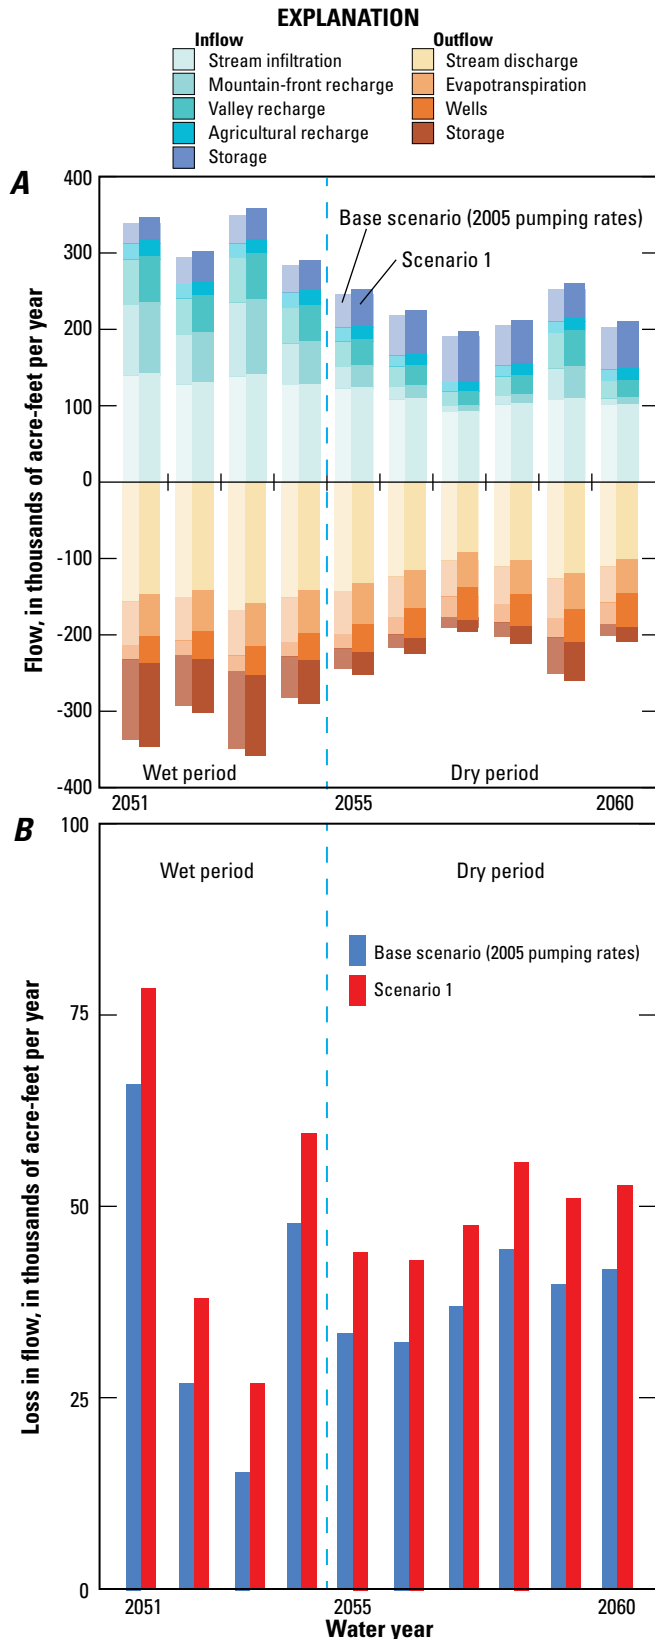 EXPLANATION
Inflow
Stream infiltration
Mountain-front recharge
Valley recharge
Agricultural recharge
Storage
Outflow
Stream discharge
Evapotranspiration
Wells
Storage
A
400
300
200
100
0
-100
-200
-300
-400
Flow, in thousands of acre-feet per year
Base scenario (2005 pumping rates)
Scenario 1
Wet period
Dry period
2051
2055
2060
B
100
75
50
25
0
Loss in flow, in thousands of acre-feet per year
Wet period
Dry period
Base scenario (2005 pumping rates)
Scenario 1
2051
2055
2060
Water year